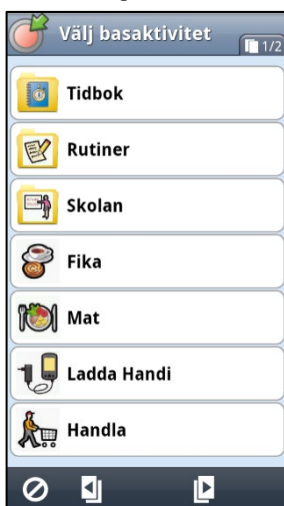 Välj basaktivitet
1/2
Tidbok
Rutiner
Skolan
Fika
Mat
Ladda Handi
Handla